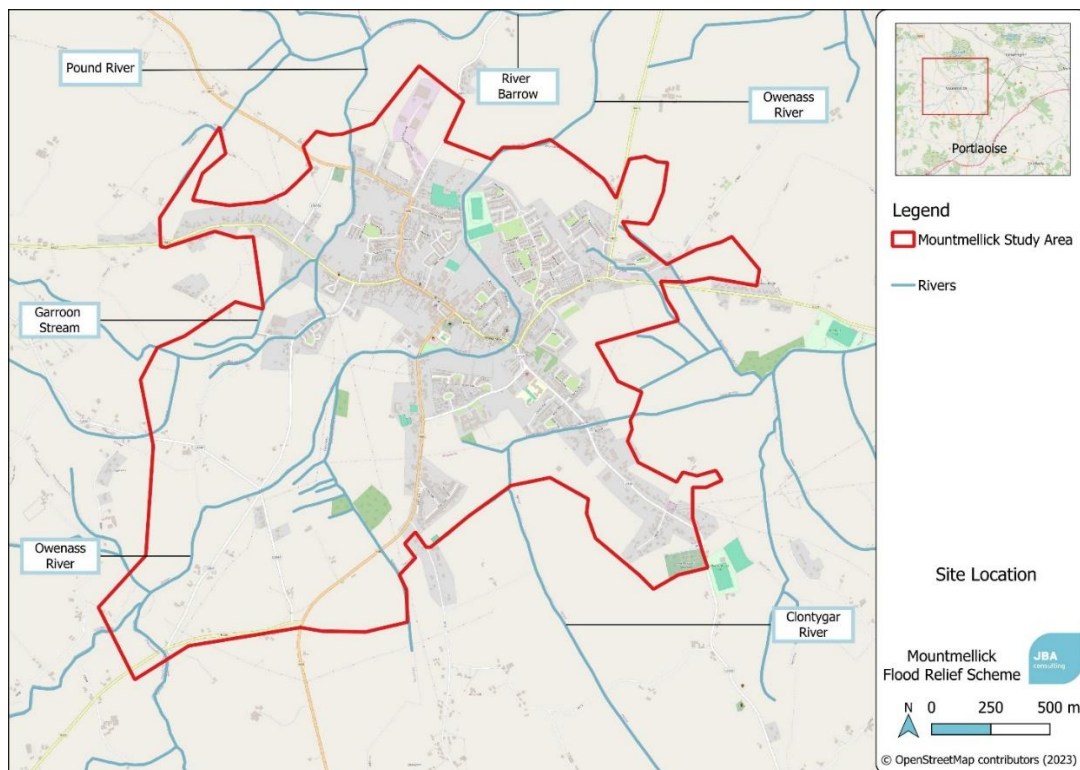 Pound River
River
Barrow
Owenass
River
Garroon
Stream
Owenass
River
Clontygar
River
Portlaoise
Legend
Mountmellick Study Area
Rivers
Site Location
Mountmellick
Flood Relief Scheme
JBA
consulting
N
0
250
500 m
© OpenStreetMap contributors (2023)